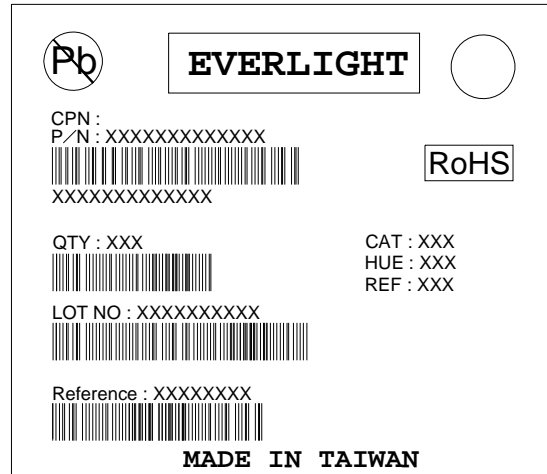 Pb
EVERLIGHT
CPN :
P/N : XXXXXXXXXXXXX
RoHS
XXXXXXXXXXXXX
QTY : XXX
CAT : XXX
HUE : XXX
REF : XXX
LOT NO : XXXXXXXXXX
Reference : XXXXXXXX
MADE IN TAIWAN